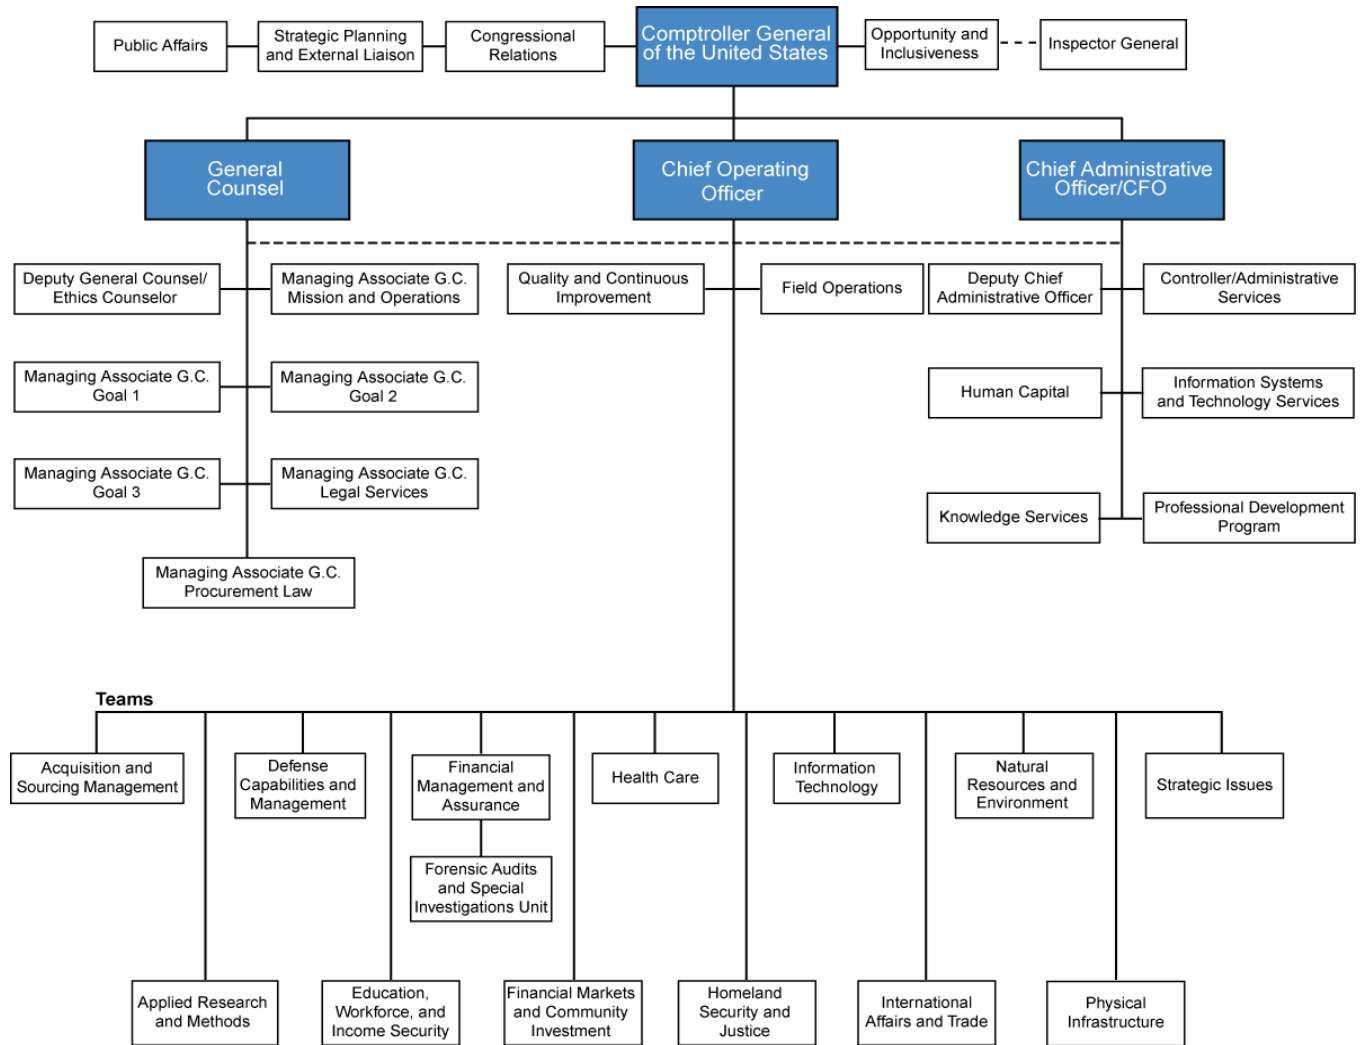 Public Affairs
Strategic Planning
and External Liaison
Congressional
Relations
Comptroller General
of the United States
Opportunity and
Inclusiveness
Inspector General
General
Counsel
Chief Operating
Officer
Chief Administrative
Officer/CFO
Deputy General Counsel/
Ethics Counselor
Managing Associate G.C.
Mission and Operations
Quality and Continuous
Improvement
Field Operations
Deputy Chief
Administrative Officer
Controller/Administrative
Services
Managing Associate G.C.
Goal 1
Managing Associate G.C.
Goal 2
Human Capital
Information Systems
and Technology Services
Managing Associate G.C.
Goal 3
Managing Associate G.C.
Legal Services
Knowledge Services
Professional Development
Program
Managing Associate G.C.
Procurement Law
Teams
Acquisition and
Sourcing Management
Defense
Capabilities and
Management
Financial
Management and
Assurance
Health Care
Information
Technology
Natural
Resources and
Environment
Strategic Issues
Forensic Audits
and Special
Investigations Unit
Applied Research
and Methods
Education,
Workforce, and
Income Security
Financial Markets
and Community
Investment
Homeland
Security and
Justice
International
Affairs and Trade
Physical
Infrastructure